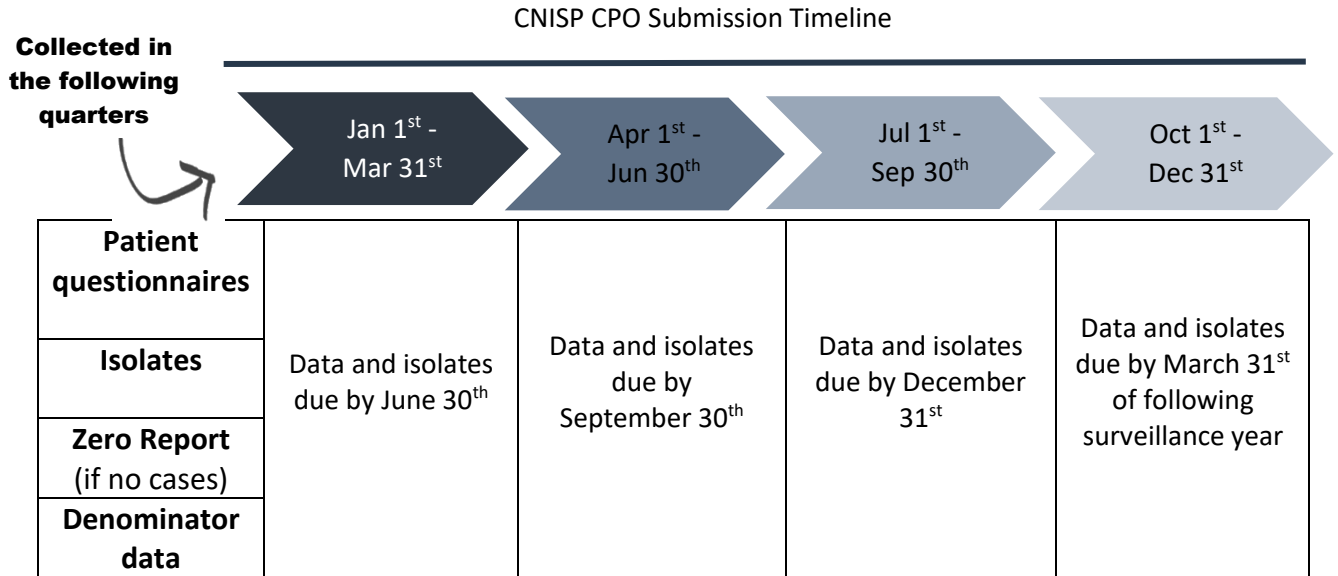 CNISP CPO Submission Timeline
Collected in
the following
quarters
Jan 1st -
Mar 31st
Apr 1st -
Jun 30th
Jul 1st -
Sep 30th
Oct 1st -
Dec 31st
Patient
questionnaires
Isolates
Zero Report
(if no cases)
Denominator
data
Data and isolates
due by June 30th
Data and isolates
due by
September 30th
Data and isolates
due by December
31st
Data and isolates
due by March 31st
of following
surveillance year